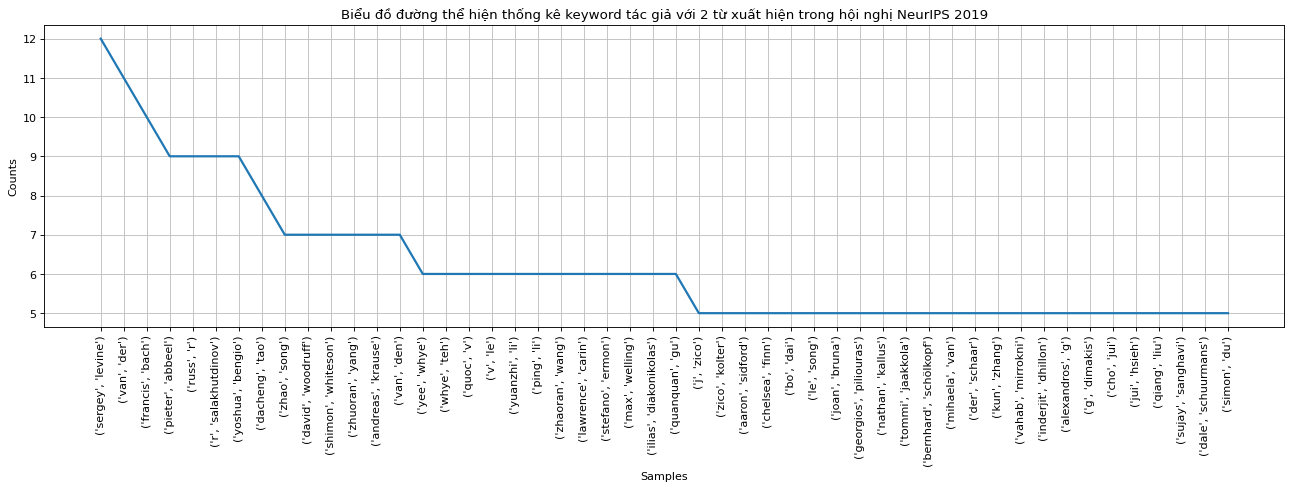 Biểu đồ đường thể hiện thống kê keyword tác giả với 2 từ xuất hiện trong hội nghị NeurIPS 2019
12
11
10
9
8
7
6
5
Counts
('sergey', 'levine')
('van', 'der')
('francis', 'bach')
('pieter', 'abbeel')
('russ', 'r')
('r', 'salakhutdinov')
('yoshua', 'bengio')
('dacheng', 'tao')
('zhao', 'song')
('david', 'woodruff')
('shimon', 'whiteson')
('zhuoran', 'yang')
('andreas', 'krause')
('van', 'den')
('yee', 'whye')
('whye', 'teh')
('quoc', 'v')
('v', 'le')
('yuanzhi', 'li')
('ping', 'li')
('zhaoran', 'wang')
('lawrence', 'carin')
('stefano', 'ermon')
('max', 'welling')
('ilias', 'diakonikolas')
('quanquan', 'gu')
('j', 'zico')
('zico', 'kolter')
('aaron', 'sidford')
('chelsea', 'finn')
('bo', 'dai')
('le', 'song')
('joan', 'bruna')
('georgios', 'piliouras')
('nathan', 'kallus')
('tommi', 'jaakkola')
('bernhard', 'schölkopf')
('mihaela', 'van')
('der', 'schaar')
('kun', 'zhang')
('vahab', 'mirrokni')
('inderjit', 'dhillon')
('alexandros', 'g')
('g', 'dimakis')
('cho', 'jui')
('jui', 'hsieh')
('qiang', 'liu')
('sujay', 'sanghavi')
('dale', 'schuurmans')
('simon', 'du')
Samples